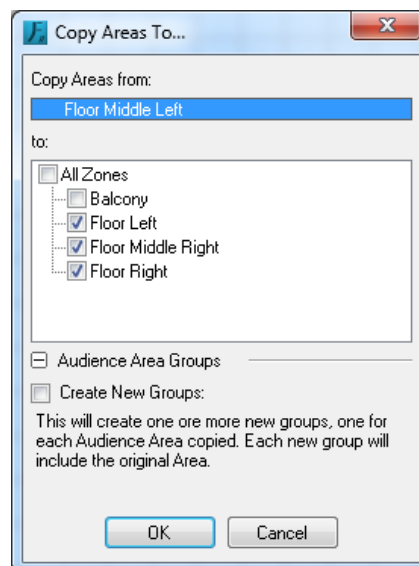 Copy Areas To...
Copy Areas from:
Floor Middle Left
to:
All Zones
Balcony
Floor Left
Floor Middle Right
Floor Right
Audience Area Groups
Create New Groups:
This will create one ore more new groups, one for
each Audience Area copied. Each new group will
include the original Area.
OK
Cancel